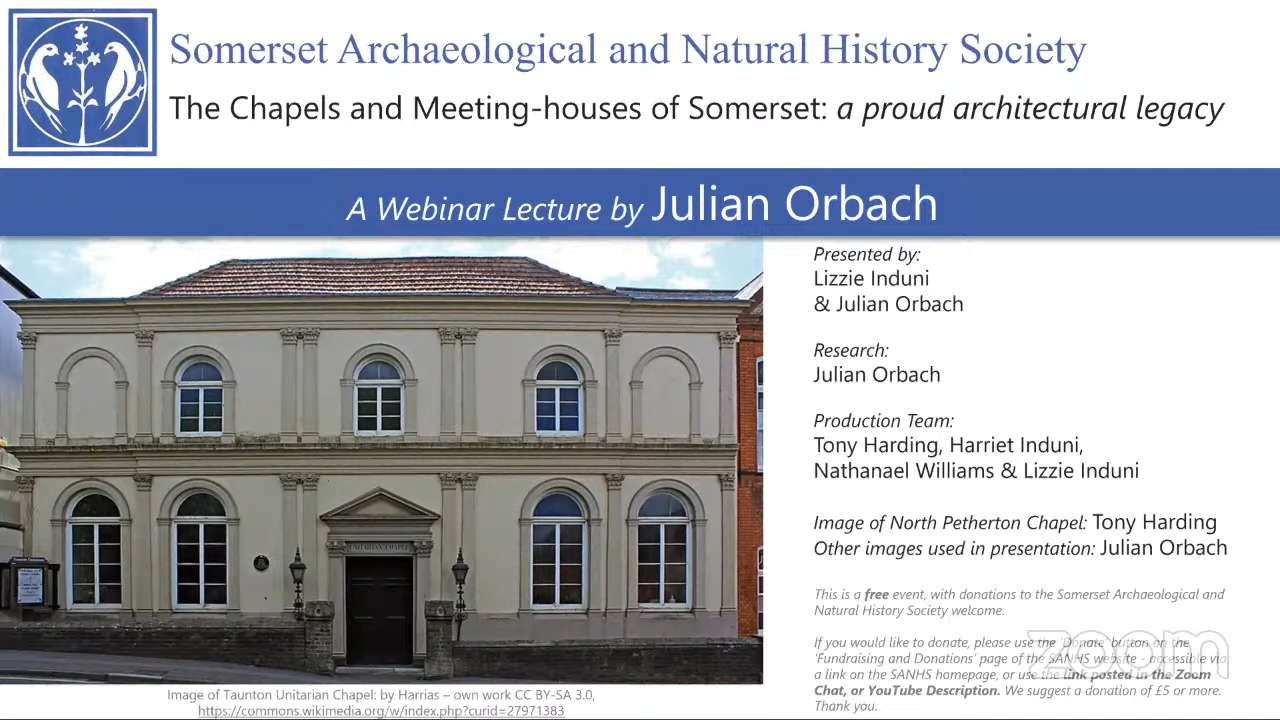 Somerset Archaeological and Natural History Society
The Chapels and Meeting-houses of Somerset: a proud architectural legacy
A Webinar Lecture by Julian Orbach
Presented by:
Lizzie Induni
& Julian Orbach
Research:
Julian Orbach
Production Team:
Tony Harding, Harriet Induni,
Nathanael Williams & Lizzie Induni
Image of North Petherton Chapel: Tony Harding
Other images used in presentation: Julian Orbach
This is a free event, with donations to the Somerset Archaeological and
Natural History Society welcome.
If you would like to donate, please use the 'Donate' button on the
'Fundraising and Donations' page of the SANHS website - accessible via
a link on the SANHS homepage, or use the link posted in the Zoom
Chat, or YouTube Description. We suggest a donation of £5 or more.
Thank you.
zoom
UNITARIAN CHAPEL
Image of Taunton Unitarian Chapel: by Harrias – own work CC BY-SA 3.0,
https://commons.wikimedia.org/w/index.php?curid=27971383